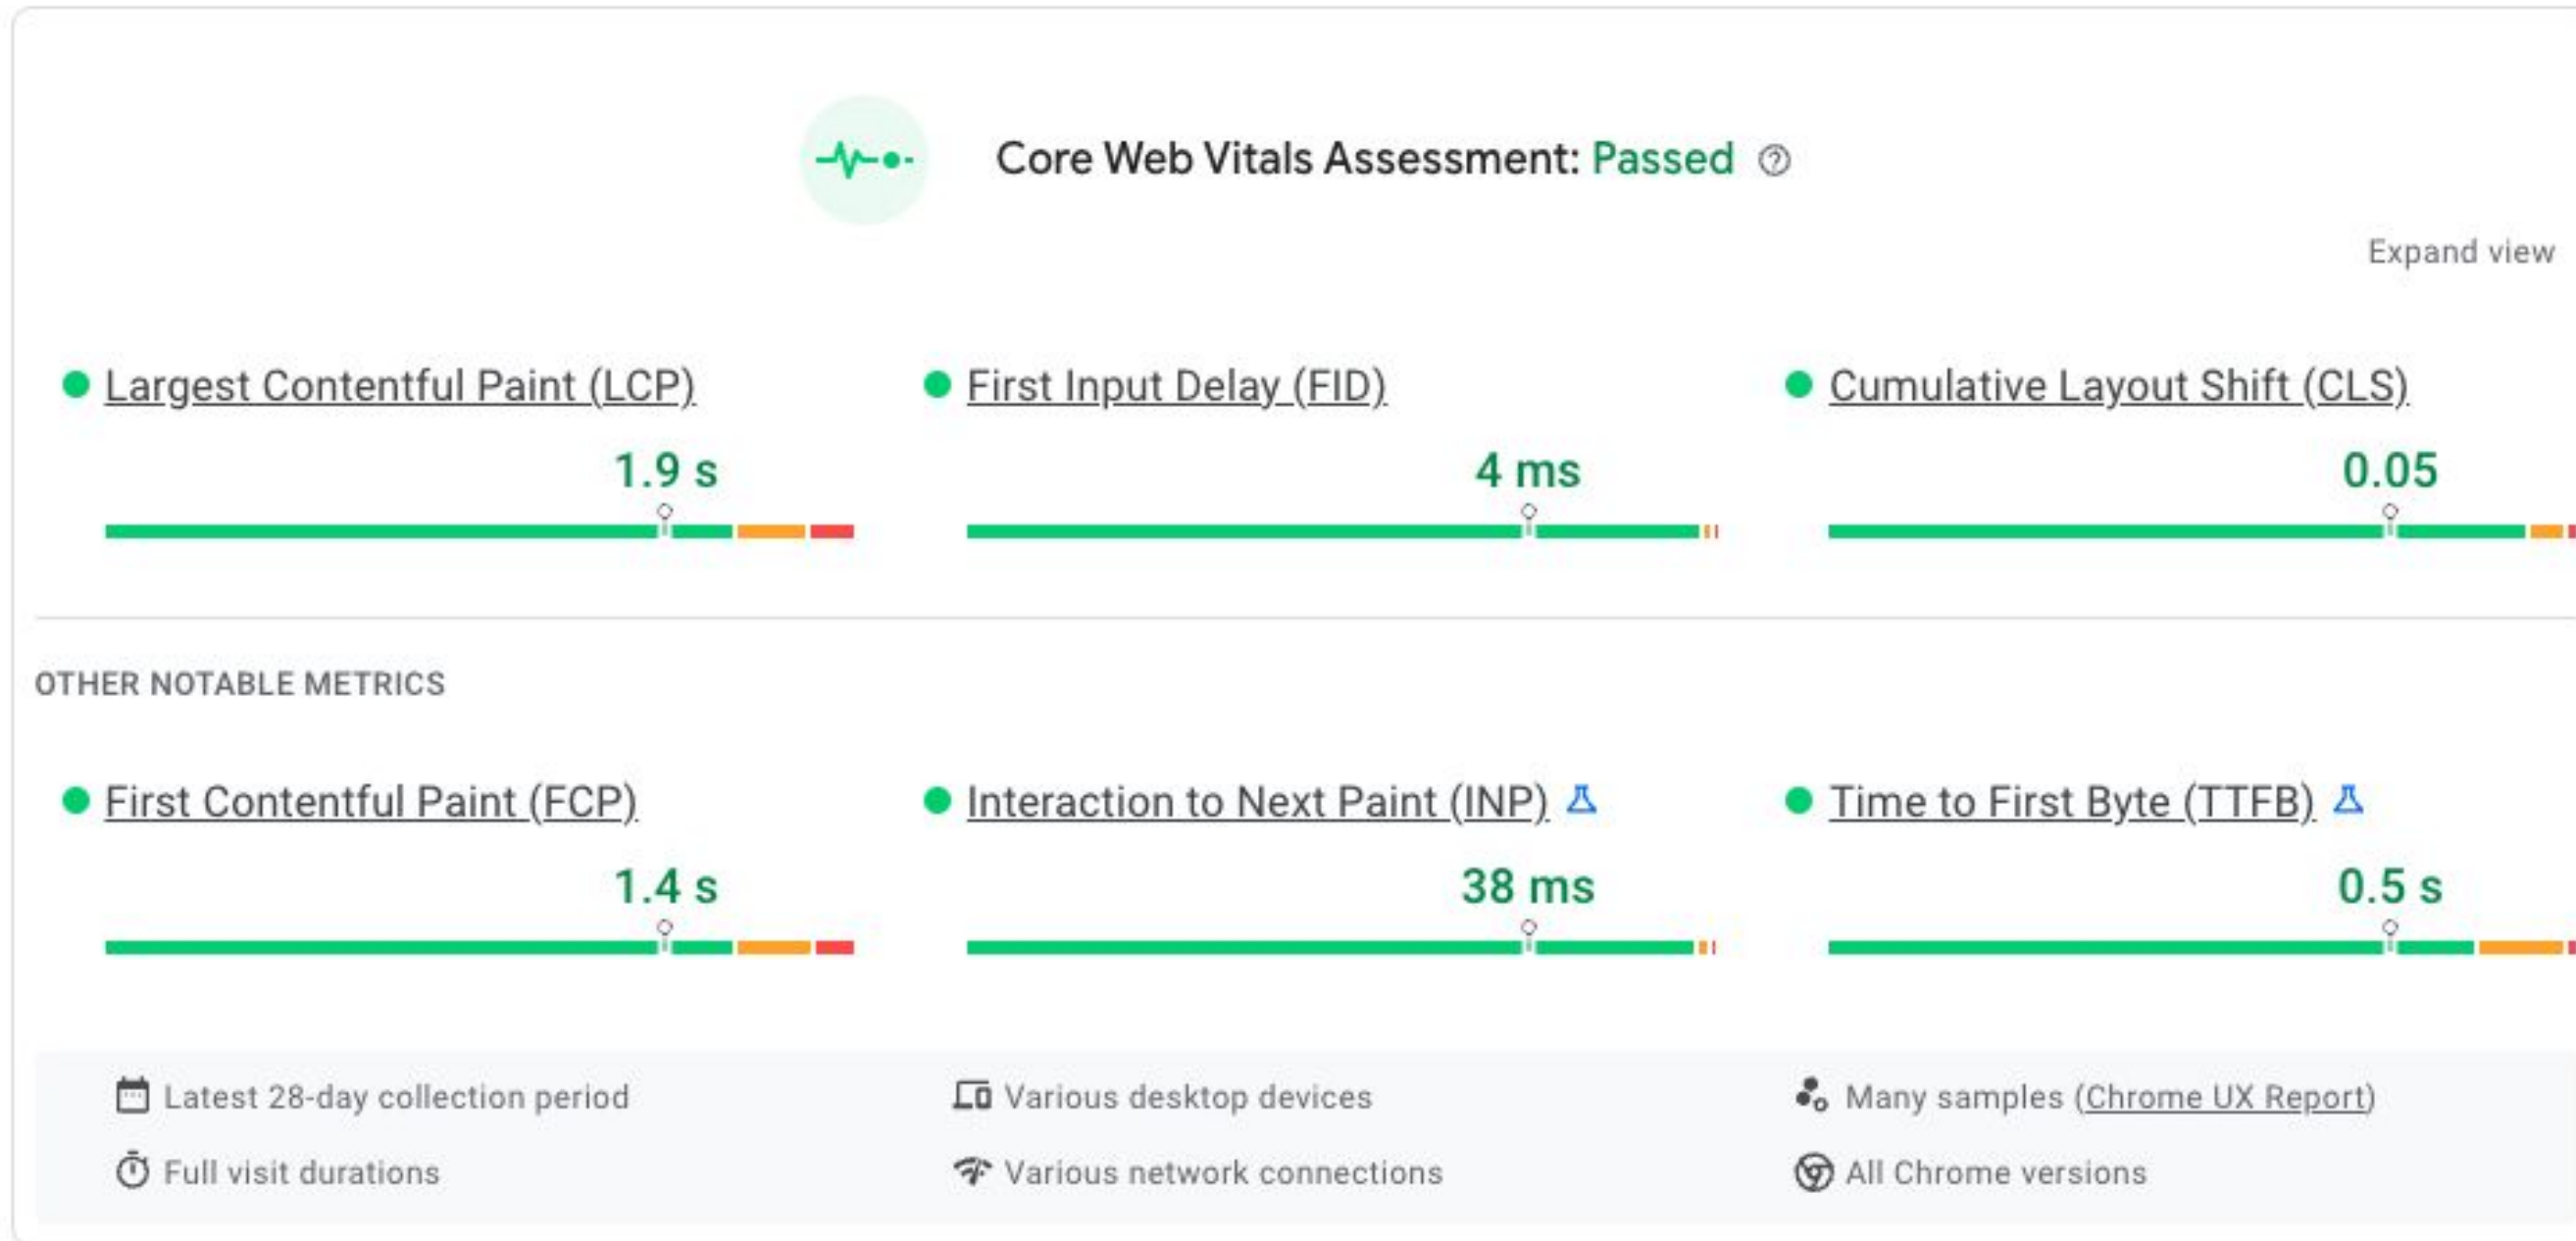 Core Web Vitals Assessment: Passed
Expand view
Largest Contentful Paint (LCP)
1.9 s
First Input Delay (FID)
4 ms
Cumulative Layout Shift (CLS)
0.05
OTHER NOTABLE METRICS
First Contentful Paint (FCP)
1.4 s
Interaction to Next Paint (INP)
38 ms
Time to First Byte (TTFB)
0.5 s
Latest 28-day collection period
Various desktop devices
Many samples (Chrome UX Report)
Full visit durations
Various network connections
All Chrome versions